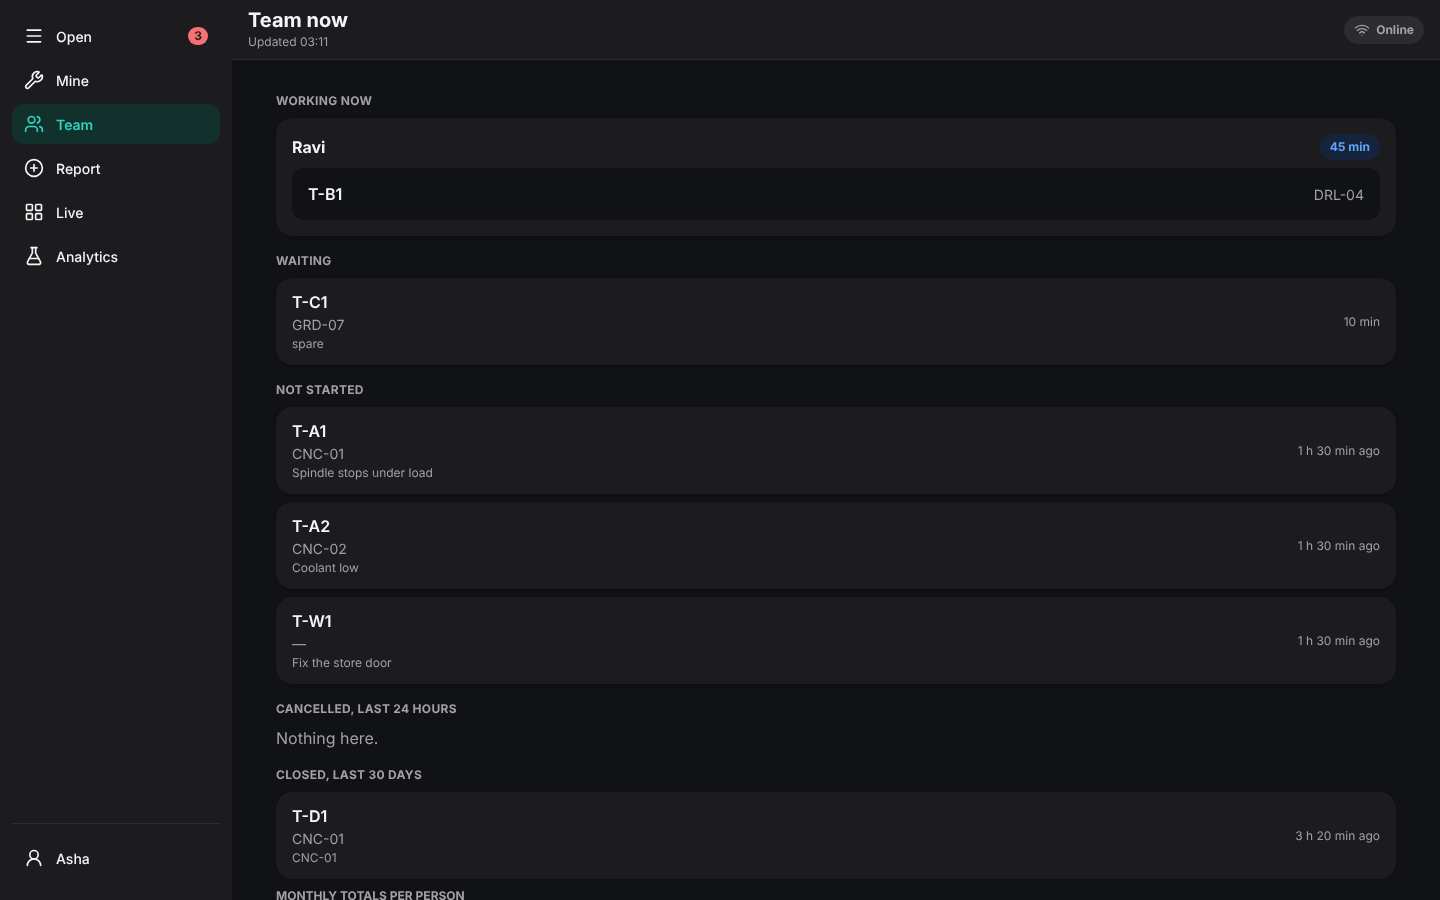 Open 3
Mine
Team
Report
Live
Analytics
Asha
Team now
Updated 03:11
Online
WORKING NOW
Ravi 45 min
T-B1 DRL-04
WAITING
T-C1
GRD-07
spare
10 min
NOT STARTED
T-A1
CNC-01
Spindle stops under load
1 h 30 min ago
T-A2
CNC-02
Coolant low
1 h 30 min ago
T-W1
—
Fix the store door
1 h 30 min ago
CANCELLED, LAST 24 HOURS
Nothing here.
CLOSED, LAST 30 DAYS
T-D1
CNC-01
CNC-01
3 h 20 min ago
MONTHLY TOTALS PER PERSON